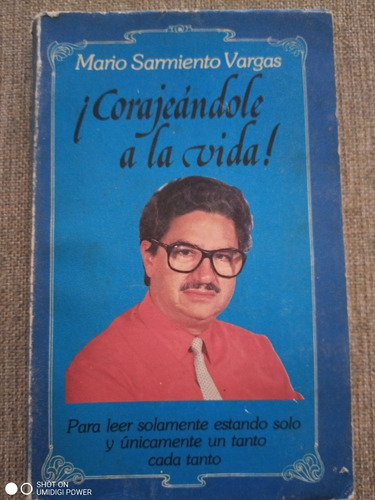 Mario Sarmiento Vargas
¡Corajeándole
a la vida!
Para leer solamente estando solo
y únicamente un tanto
cada tanto
SHOT ON
UMIDIGI POWER